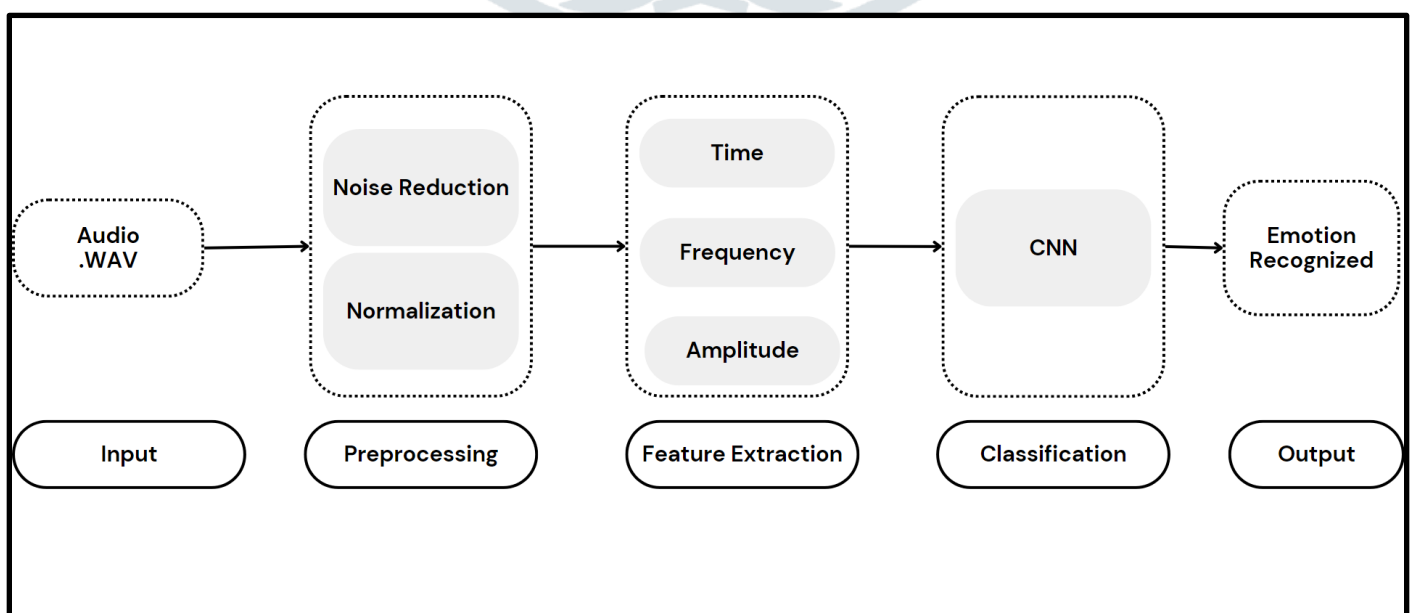 Audio
.WAV
Noise Reduction
Normalization
Time
Frequency
Amplitude
CNN
Emotion
Recognized
Input
Preprocessing
Feature Extraction
Classification
Output